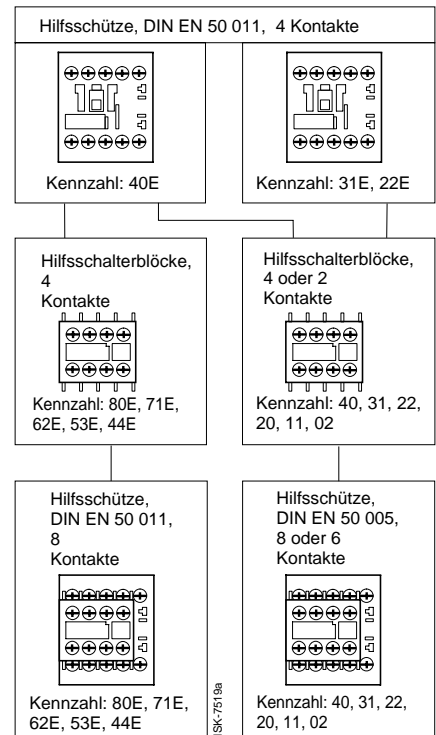 Hilfsschütze, DIN EN 50 011, 4 Kontakte
Kennzahl: 40E
Kennzahl: 31E, 22E
Hilfsschalterblöcke,
4
Kontakte
Kennzahl: 80E, 71E,
62E, 53E, 44E
Hilfsschalterblöcke,
4 oder 2
Kontakte
Kennzahl: 40, 31, 22,
20, 11, 02
Hilfsschütze,
DIN EN 50 011,
8
Kontakte
Kennzahl: 80E, 71E,
62E, 53E, 44E
Hilfsschütze,
DIN EN 50 005,
8 oder 6
Kontakte
Kennzahl: 40, 31, 22,
20, 11, 02
ISK-7519a